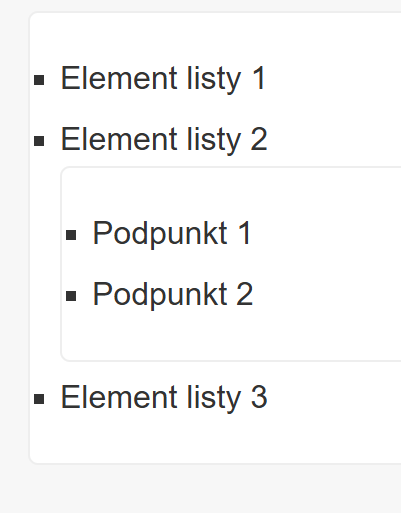 Element listy 1
Element listy 2
Podpunkt 1
Podpunkt 2
Element listy 3